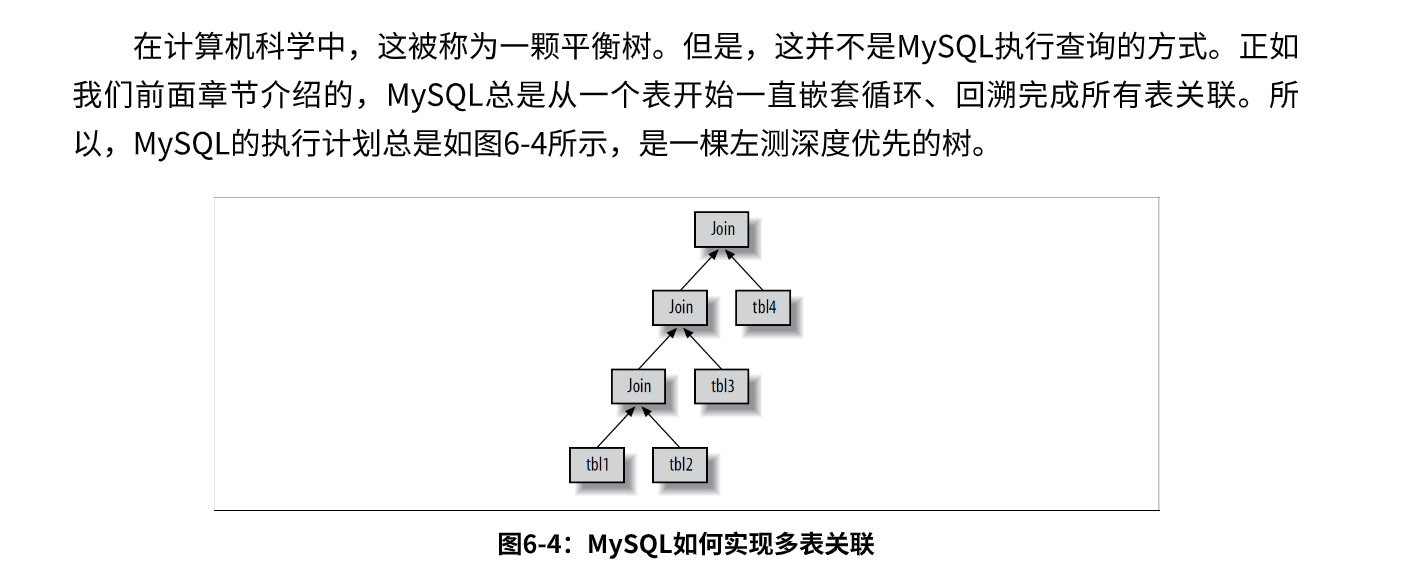 在计算机科学中，这被称为一颗平衡树。但是，这并不是MySQL执行查询的方式。正如
我们前面章节介绍的，MySQL总是从一个表开始一直嵌套循环、回溯完成所有表关联。所
以，MySQL的执行计划总是如图6-4所示，是一棵左测深度优先的树。
Join
Join
tbl4
Join
tbl3
tbl1
tbl2
图6-4：MySQL如何实现多表关联